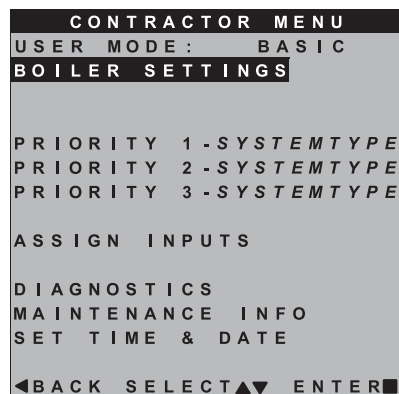 CONTRACTOR MENU
USER MODE: BASIC
BOILER SETTINGS
PRIORITY 1-SYSTEMTYPE
PRIORITY 2-SYSTEMTYPE
PRIORITY 3-SYSTEMTYPE
ASSIGN INPUTS
DIAGNOSTICS
MAINTENANCE INFO
SET TIME & DATE
◀BACK SELECT▲▼ ENTER■